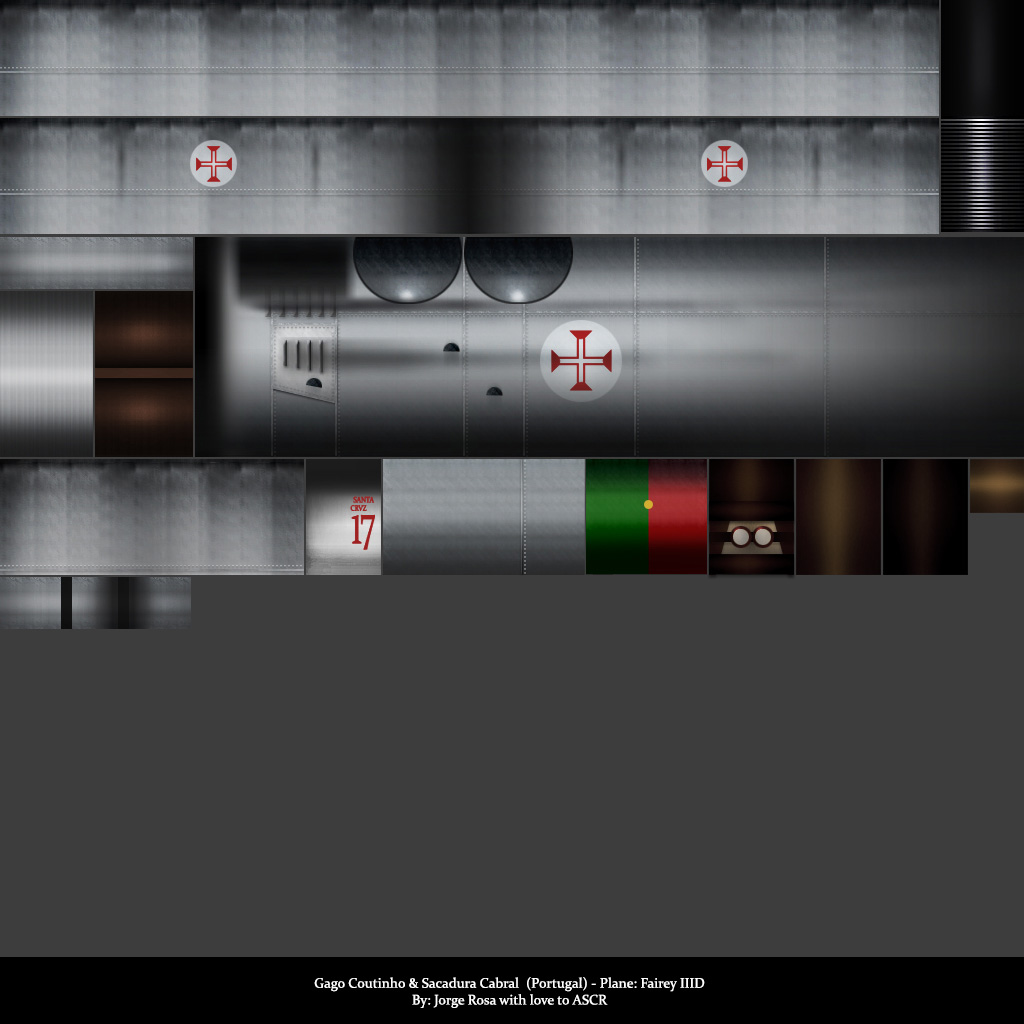 SANTA
CRVZ
17
Gago Coutinho & Sacadura Cabral (Portugal) - Plane: Fairey IIID
By: Jorge Rosa with love to ASCR